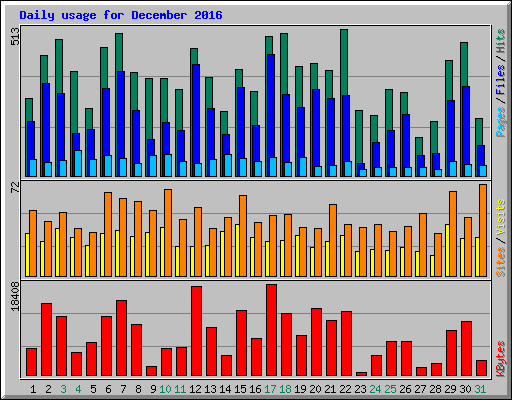 Daily usage for December 2016
513
72
18408
Pages / Files / Hits
Sites / Visits
KBytes
1 2 3 4 5 6 7 8 9 10 11 12 13 14 15 16 17 18 19 20 21 22 23 24 25 26 27 28 29 30 31